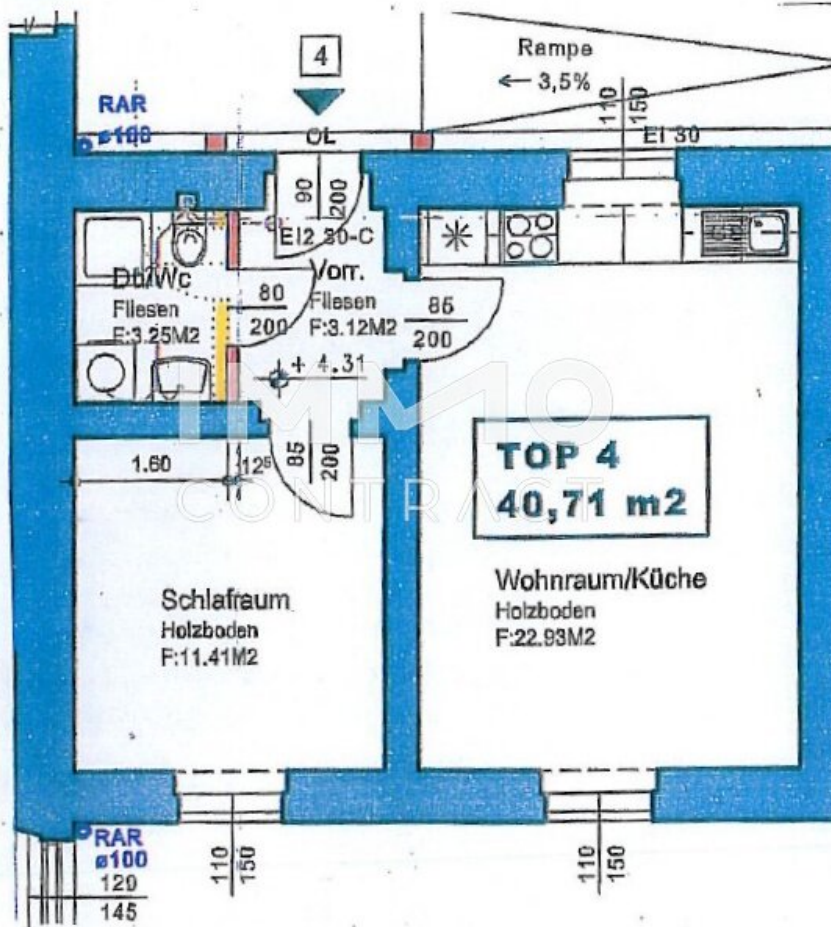 4
Rampe
← 3,5%
RAR
ø100
OL
110
150
EI 30
90
200
EI2 30-C
Du/Wc
Fliesen
F:3.25M2
80
200
Vorr.
Fliesen
F:3.12M2
85
200
+ 4.31
IMMO
CONTRACT
1.60
12⁵
85
200
TOP 4
40,71 m2
Schlafraum
Holzboden
F:11.41M2
Wohnraum/Küche
Holzboden
F:22.93M2
RAR
ø100
120
145
110
150
110
150